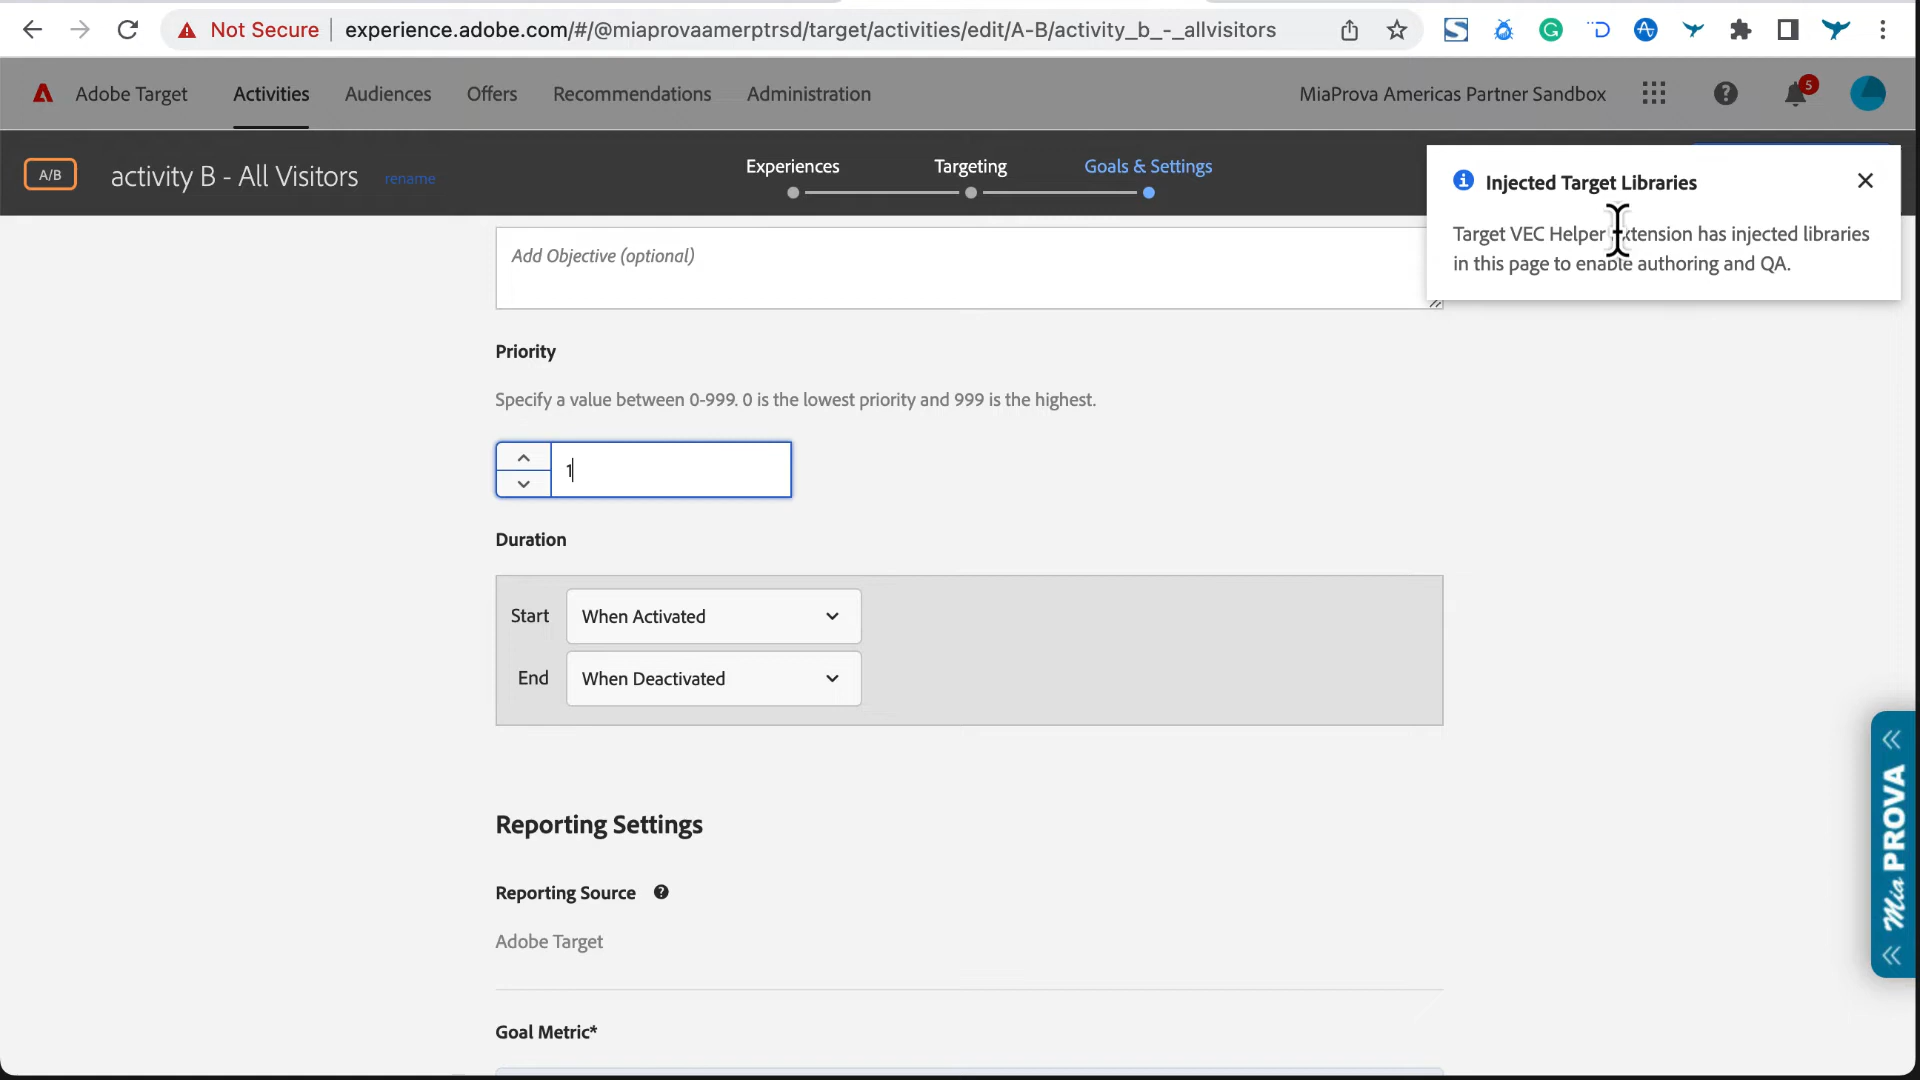 Not Secure experience.adobe.com/#/@miaprovaamerptrsd/target/activities/edit/A-B/activity_b_-_allvisitors
Adobe Target Activities Audiences Offers Recommendations Administration MiaProva Americas Partner Sandbox 5
A/B activity B - All Visitors rename
Experiences Targeting Goals & Settings
Injected Target Libraries
Target VEC Helper extension has injected libraries
in this page to enable authoring and QA.
Add Objective (optional)
Priority
Specify a value between 0-999. 0 is the lowest priority and 999 is the highest.
1
Duration
Start When Activated
End When Deactivated
Mia PROVA
Reporting Settings
Reporting Source
Adobe Target
Goal Metric*